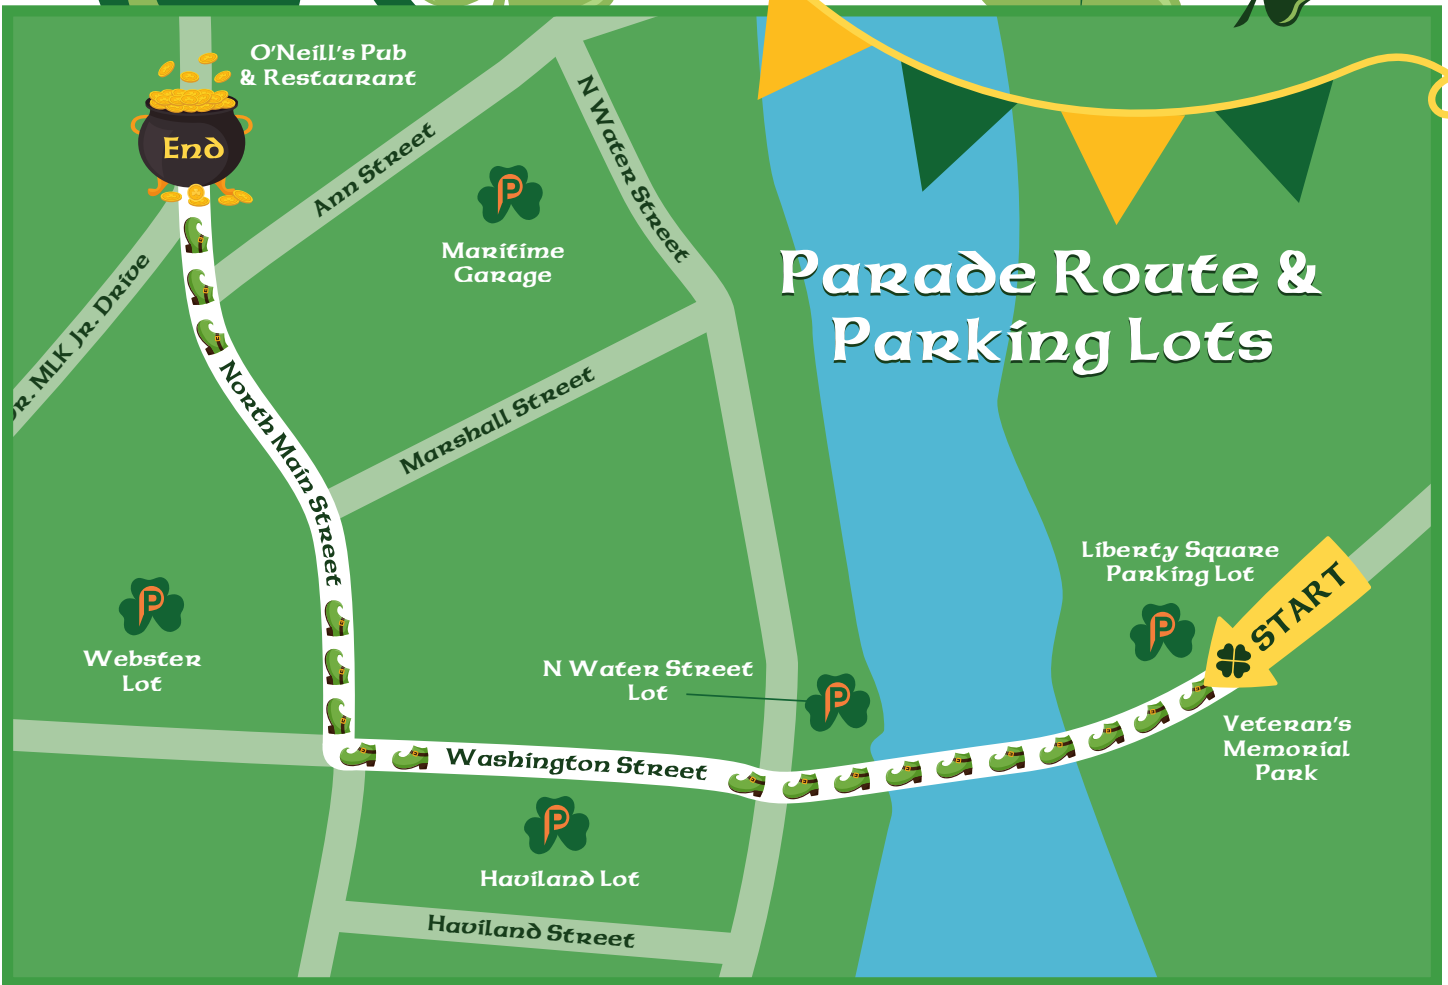 O'Neill's Pub
& Restaurant
End
Ann Street
N Water Street
P
Maritime
Garage
Parade Route &
Parking Lots
Dr. MLK Jr. Drive
North Main Street
Marshall Street
Liberty Square
Parking Lot
P
START
P
Webster
Lot
N Water Street
Lot
P
Veteran's
Memorial
Park
Washington Street
P
Haviland Lot
Haviland Street